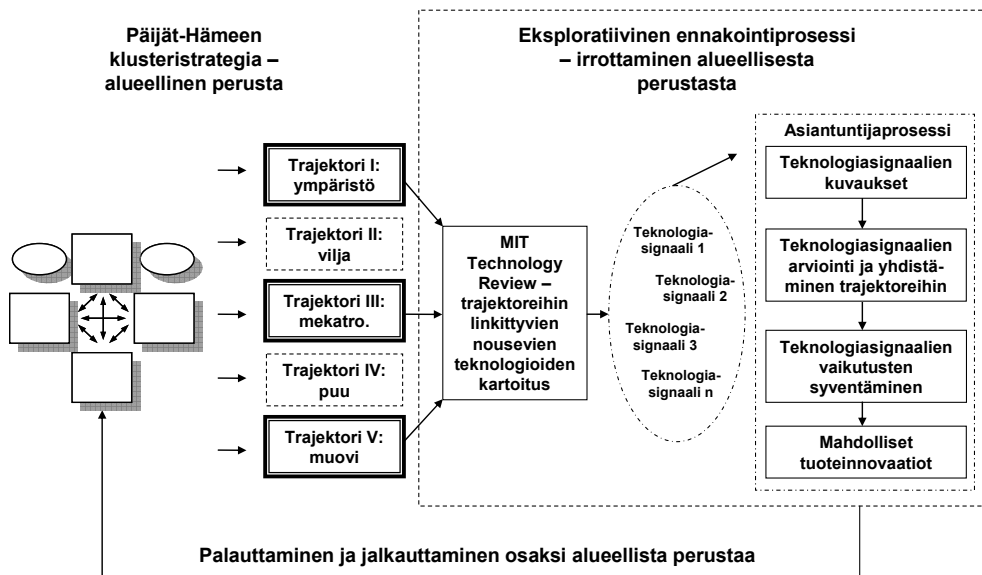 Päijät-Hämeen
klusteristrategia –
alueellinen perusta
Eksploratiivinen ennakointiprosessi
– irrottaminen alueellisesta
perustasta
Trajektori I:
ympäristö
Trajektori II:
vilja
Trajektori III:
mekatro.
Trajektori IV:
puu
Trajektori V:
muovi
MIT
Technology
Review –
trajektoreihin
linkittyvien
nousevien
teknologioiden
kartoitus
Teknologia-
signaali 1
Teknologia-
signaali 2
Teknologia-
signaali 3
Teknologia-
signaali n
Asiantuntijaprosessi
Teknologiasignaalien
kuvaukset
Teknologiasignaalien
arviointi ja yhdistä-
minen trajektoreihin
Teknologiasignaalien
vaikutusten
syventäminen
Mahdolliset
tuoteinnovaatiot
Palauttaminen ja jalkauttaminen osaksi alueellista perustaa